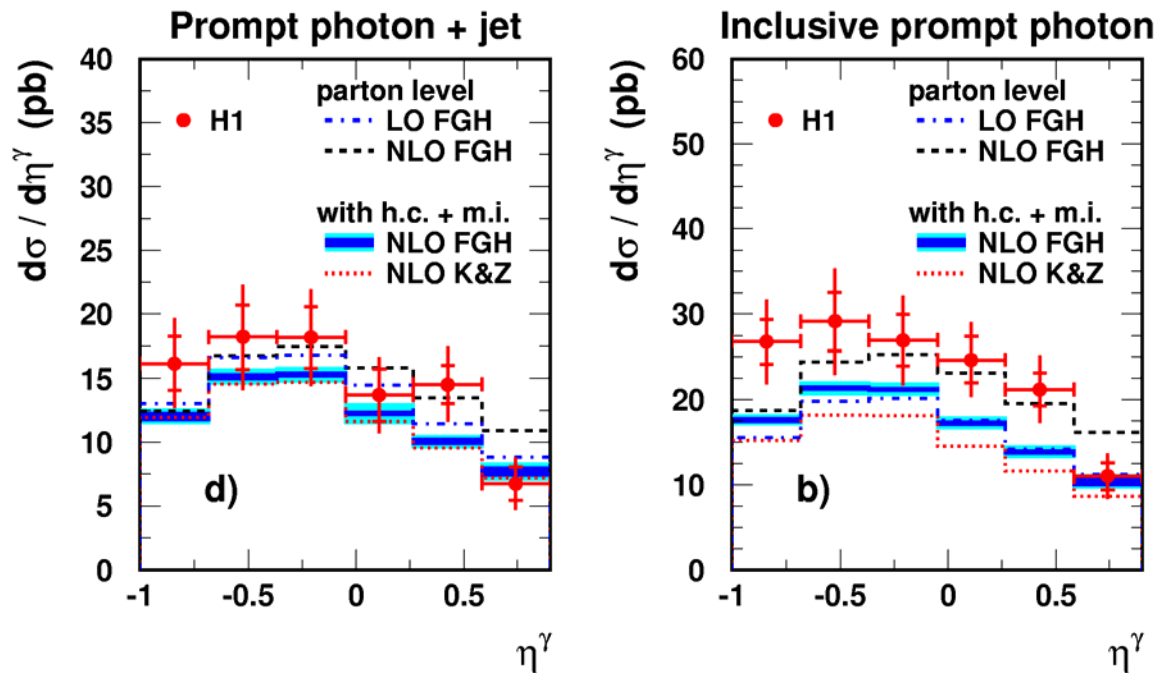 Prompt photon + jet
dσ / dη^γ (pb)
40
35
30
25
20
15
10
5
0
H1
parton level
LO FGH
NLO FGH
with h.c. + m.i.
NLO FGH
NLO K&Z
d)
-1
-0.5
0
0.5
η^γ
Inclusive prompt photon
dσ / dη^γ (pb)
60
50
40
30
20
10
0
H1
parton level
LO FGH
NLO FGH
with h.c. + m.i.
NLO FGH
NLO K&Z
b)
-1
-0.5
0
0.5
η^γ